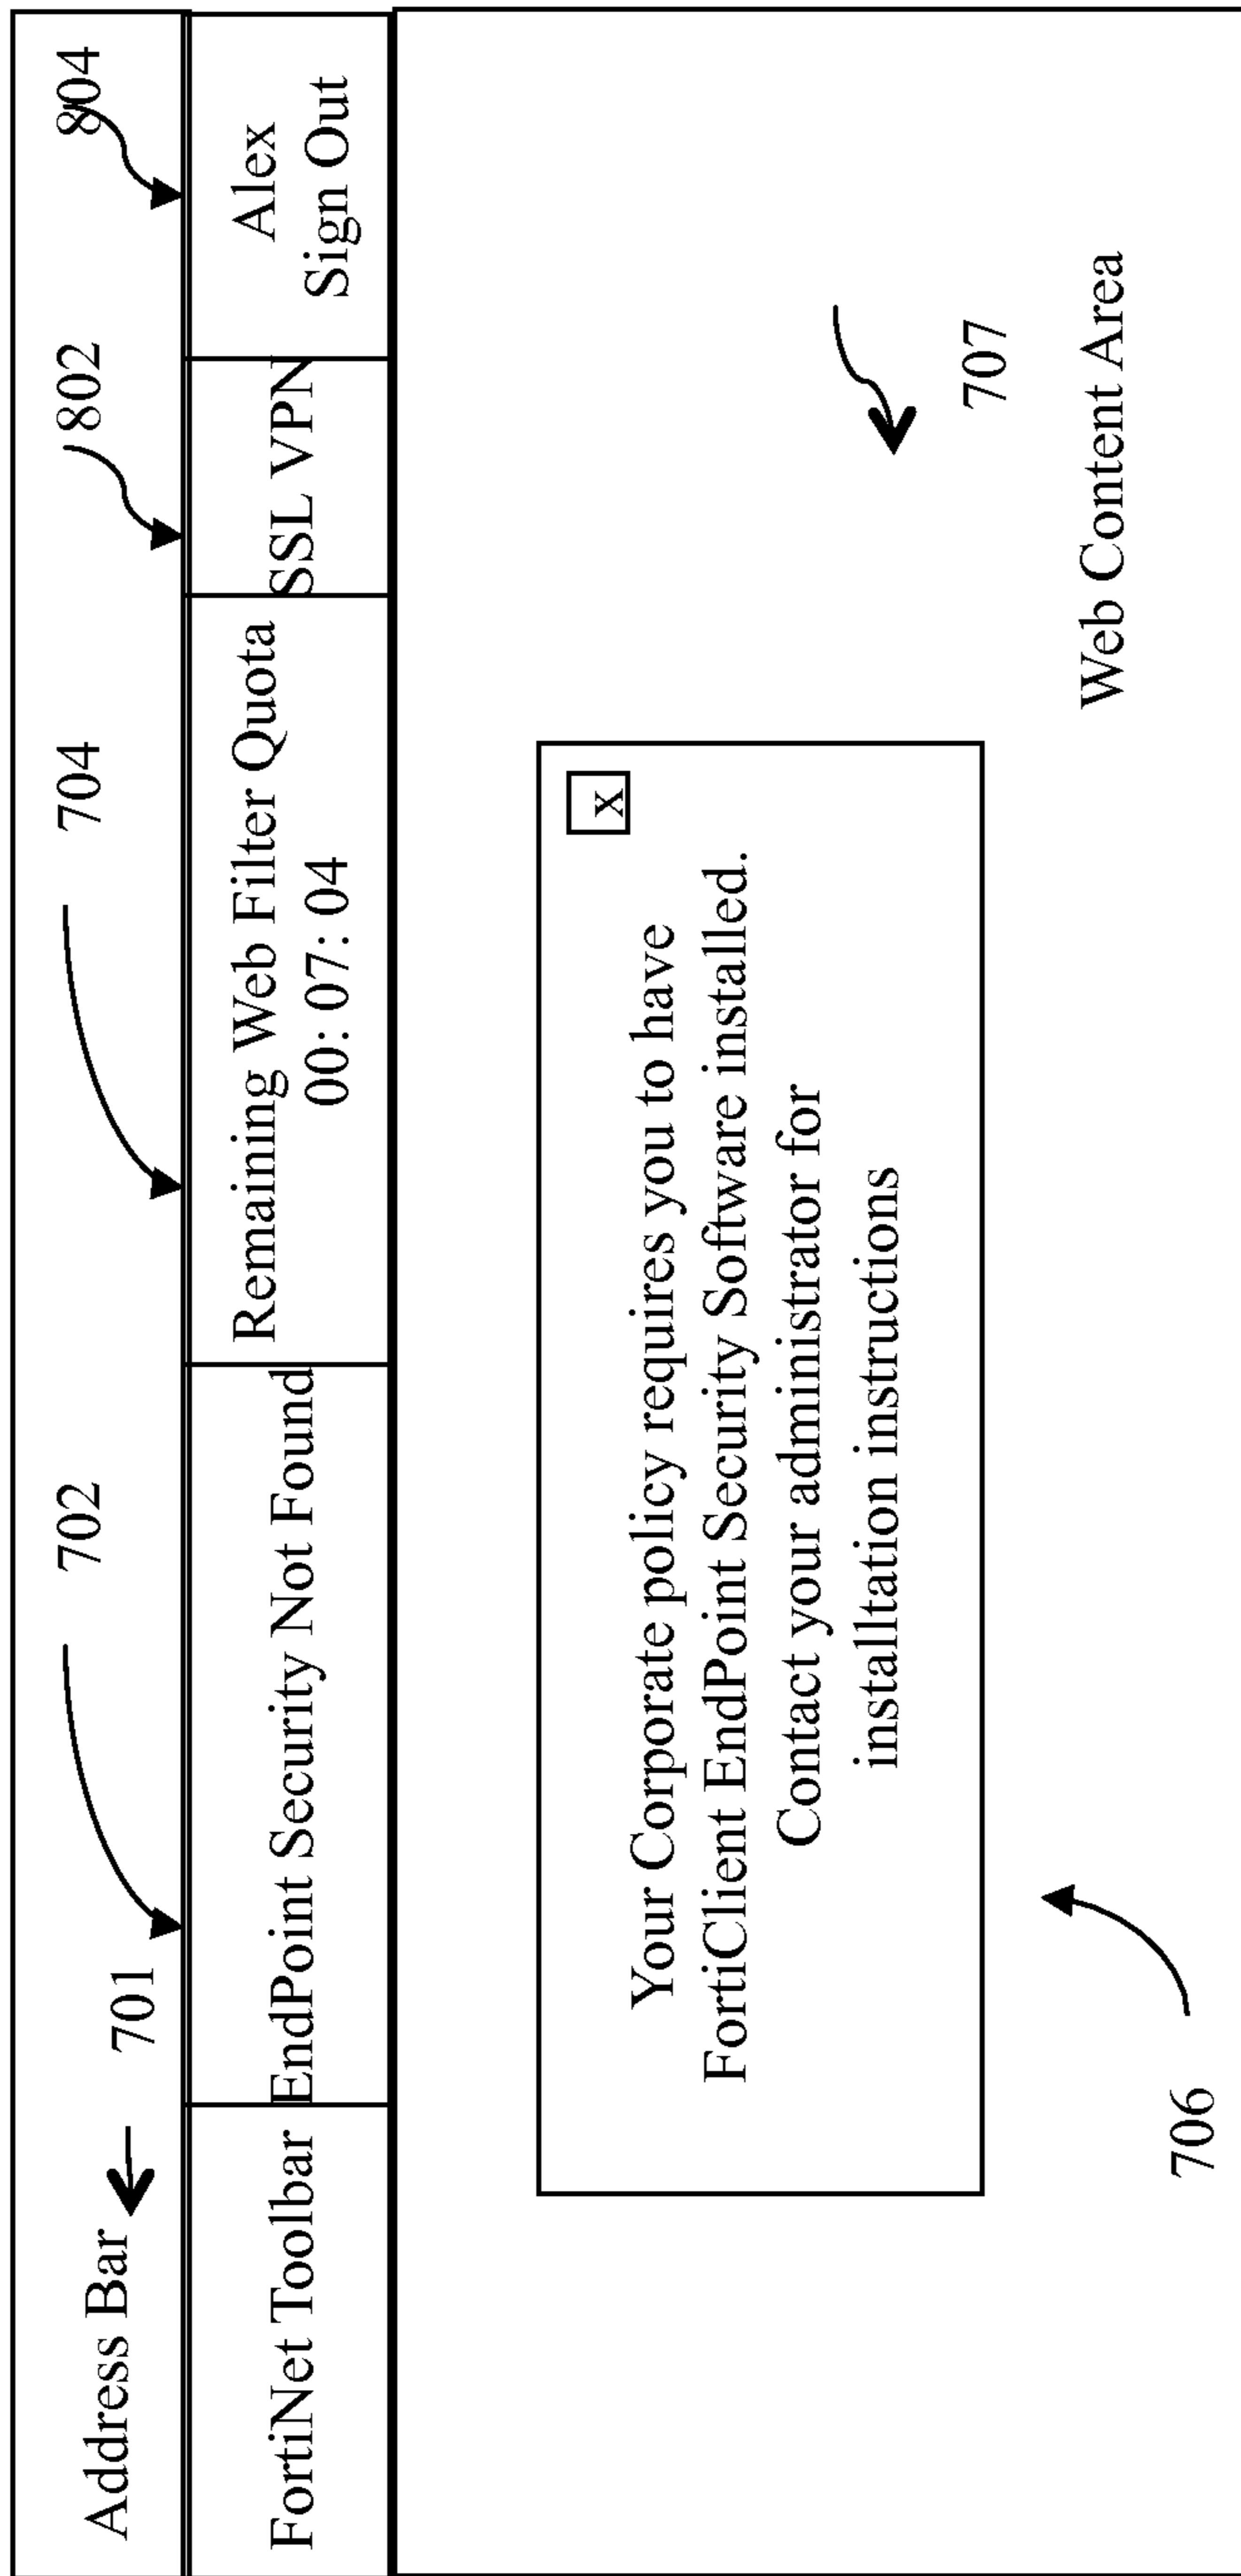 702
704
802
804
Address Bar
701
FortiNet Toolbar
EndPoint Security Not Found
Remaining Web Filter Quota
00: 07: 04
SSL VPN
Alex
Sign Out
x
Your Corporate policy requires you to have
FortiClient EndPoint Security Software installed.
Contact your administrator for
installtation instructions
707
Web Content Area
706